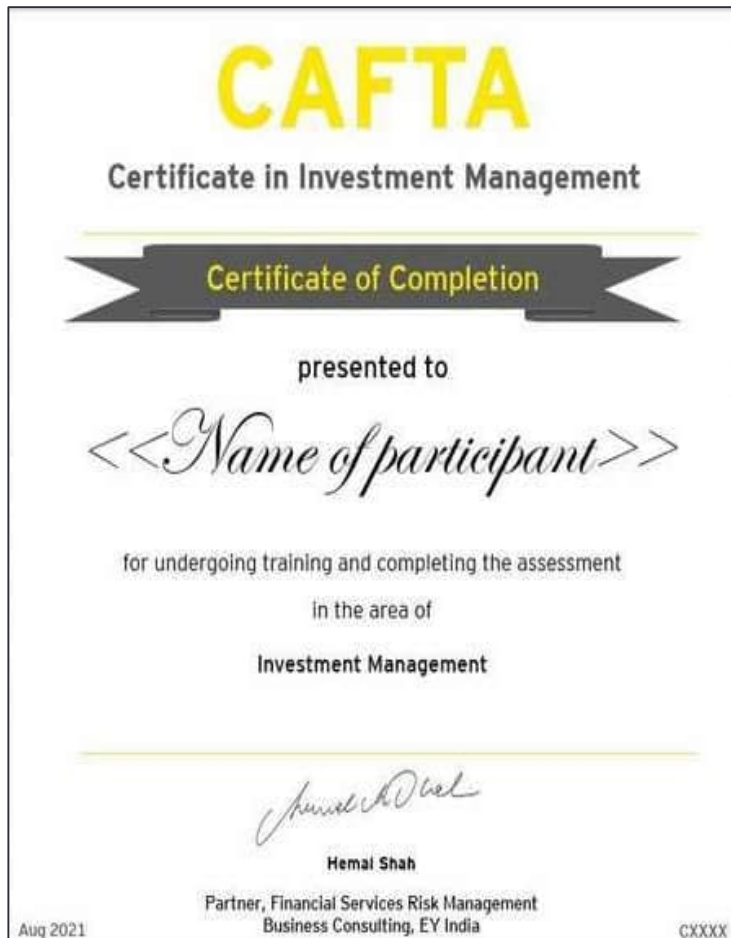 CAFTA
Certificate in Investment Management
Certificate of Completion
presented to
<<Name of participant>>
for undergoing training and completing the assessment
in the area of
Investment Management
Hemal Shah
Partner, Financial Services Risk Management
Business Consulting, EY India
Aug 2021
CXXXX